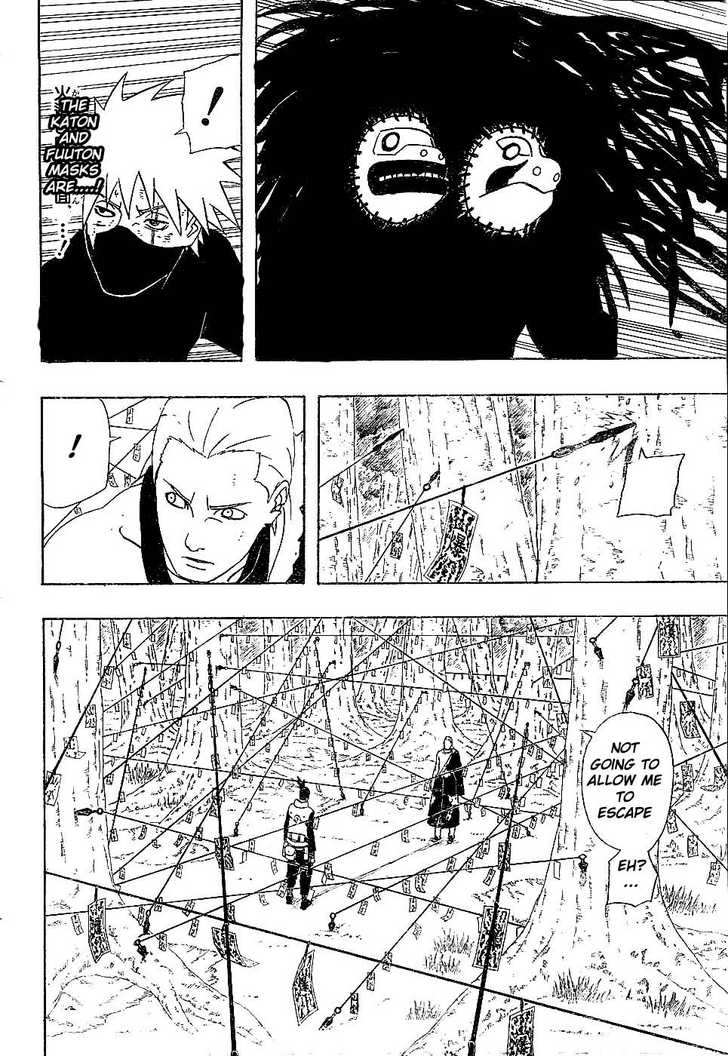 !
THE
KATON
AND
FUUTON
MASKS
ARE....!
...!
!
NOT
GOING TO
ALLOW ME
TO
ESCAPE
EH?
...